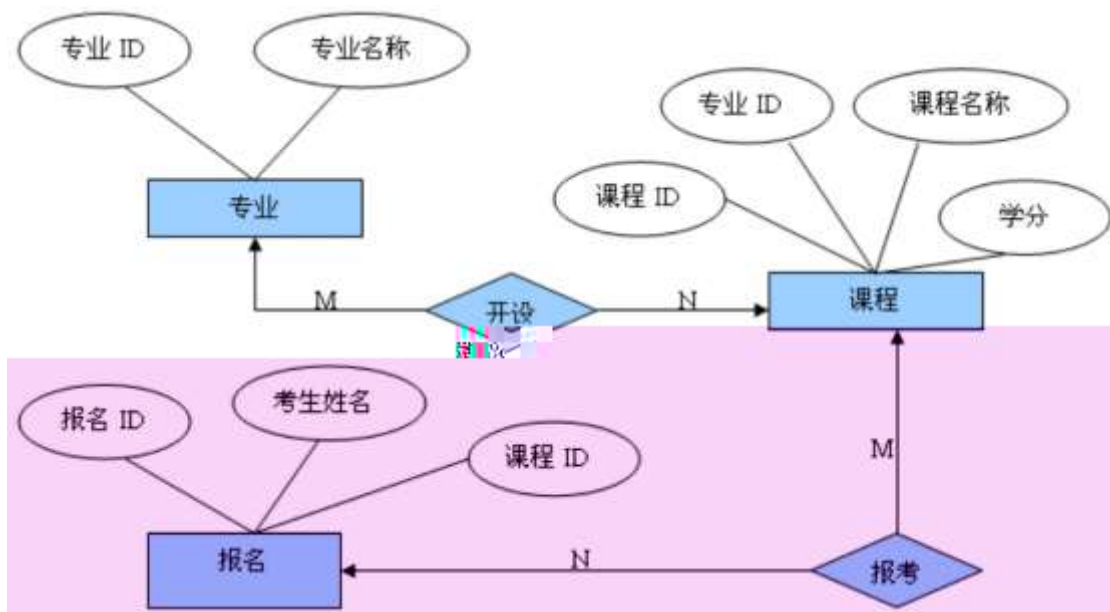 专业 ID
专业名称
专业 ID
课程名称
课程 ID
学分
专业
课程
M
开设
N
报名 ID
考生姓名
课程 ID
M
报名
N
报考